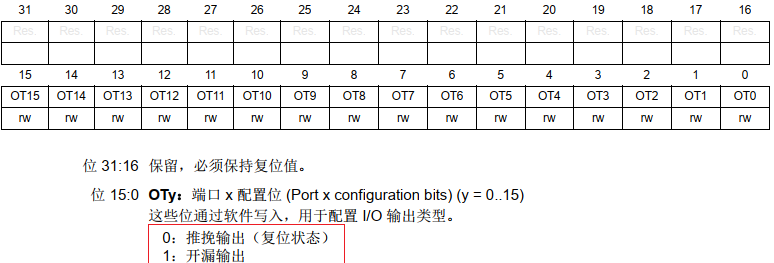 31 30 29 28 27 26 25 24 23 22 21 20 19 18 17 16
Res. Res. Res. Res. Res. Res. Res. Res. Res. Res. Res. Res. Res. Res. Res. Res.
15 14 13 12 11 10 9 8 7 6 5 4 3 2 1 0
OT15 OT14 OT13 OT12 OT11 OT10 OT9 OT8 OT7 OT6 OT5 OT4 OT3 OT2 OT1 OT0
rw rw rw rw rw rw rw rw rw rw rw rw rw rw rw rw
位 31:16 保留，必须保持复位值。
位 15:0 OTy：端口 x 配置位 (Port x configuration bits) (y = 0..15)
这些位通过软件写入，用于配置 I/O 输出类型。
0：推挽输出（复位状态）
1：开漏输出